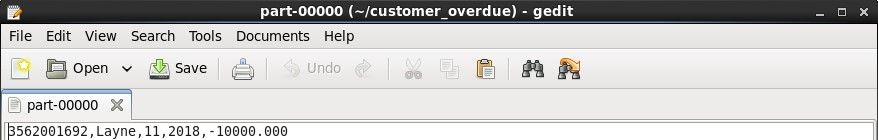 part-00000 (~/customer_overdue) - gedit
File Edit View Search Tools Documents Help
Open Save Undo
part-00000
3562001692,Layne,11,2018,-10000.000